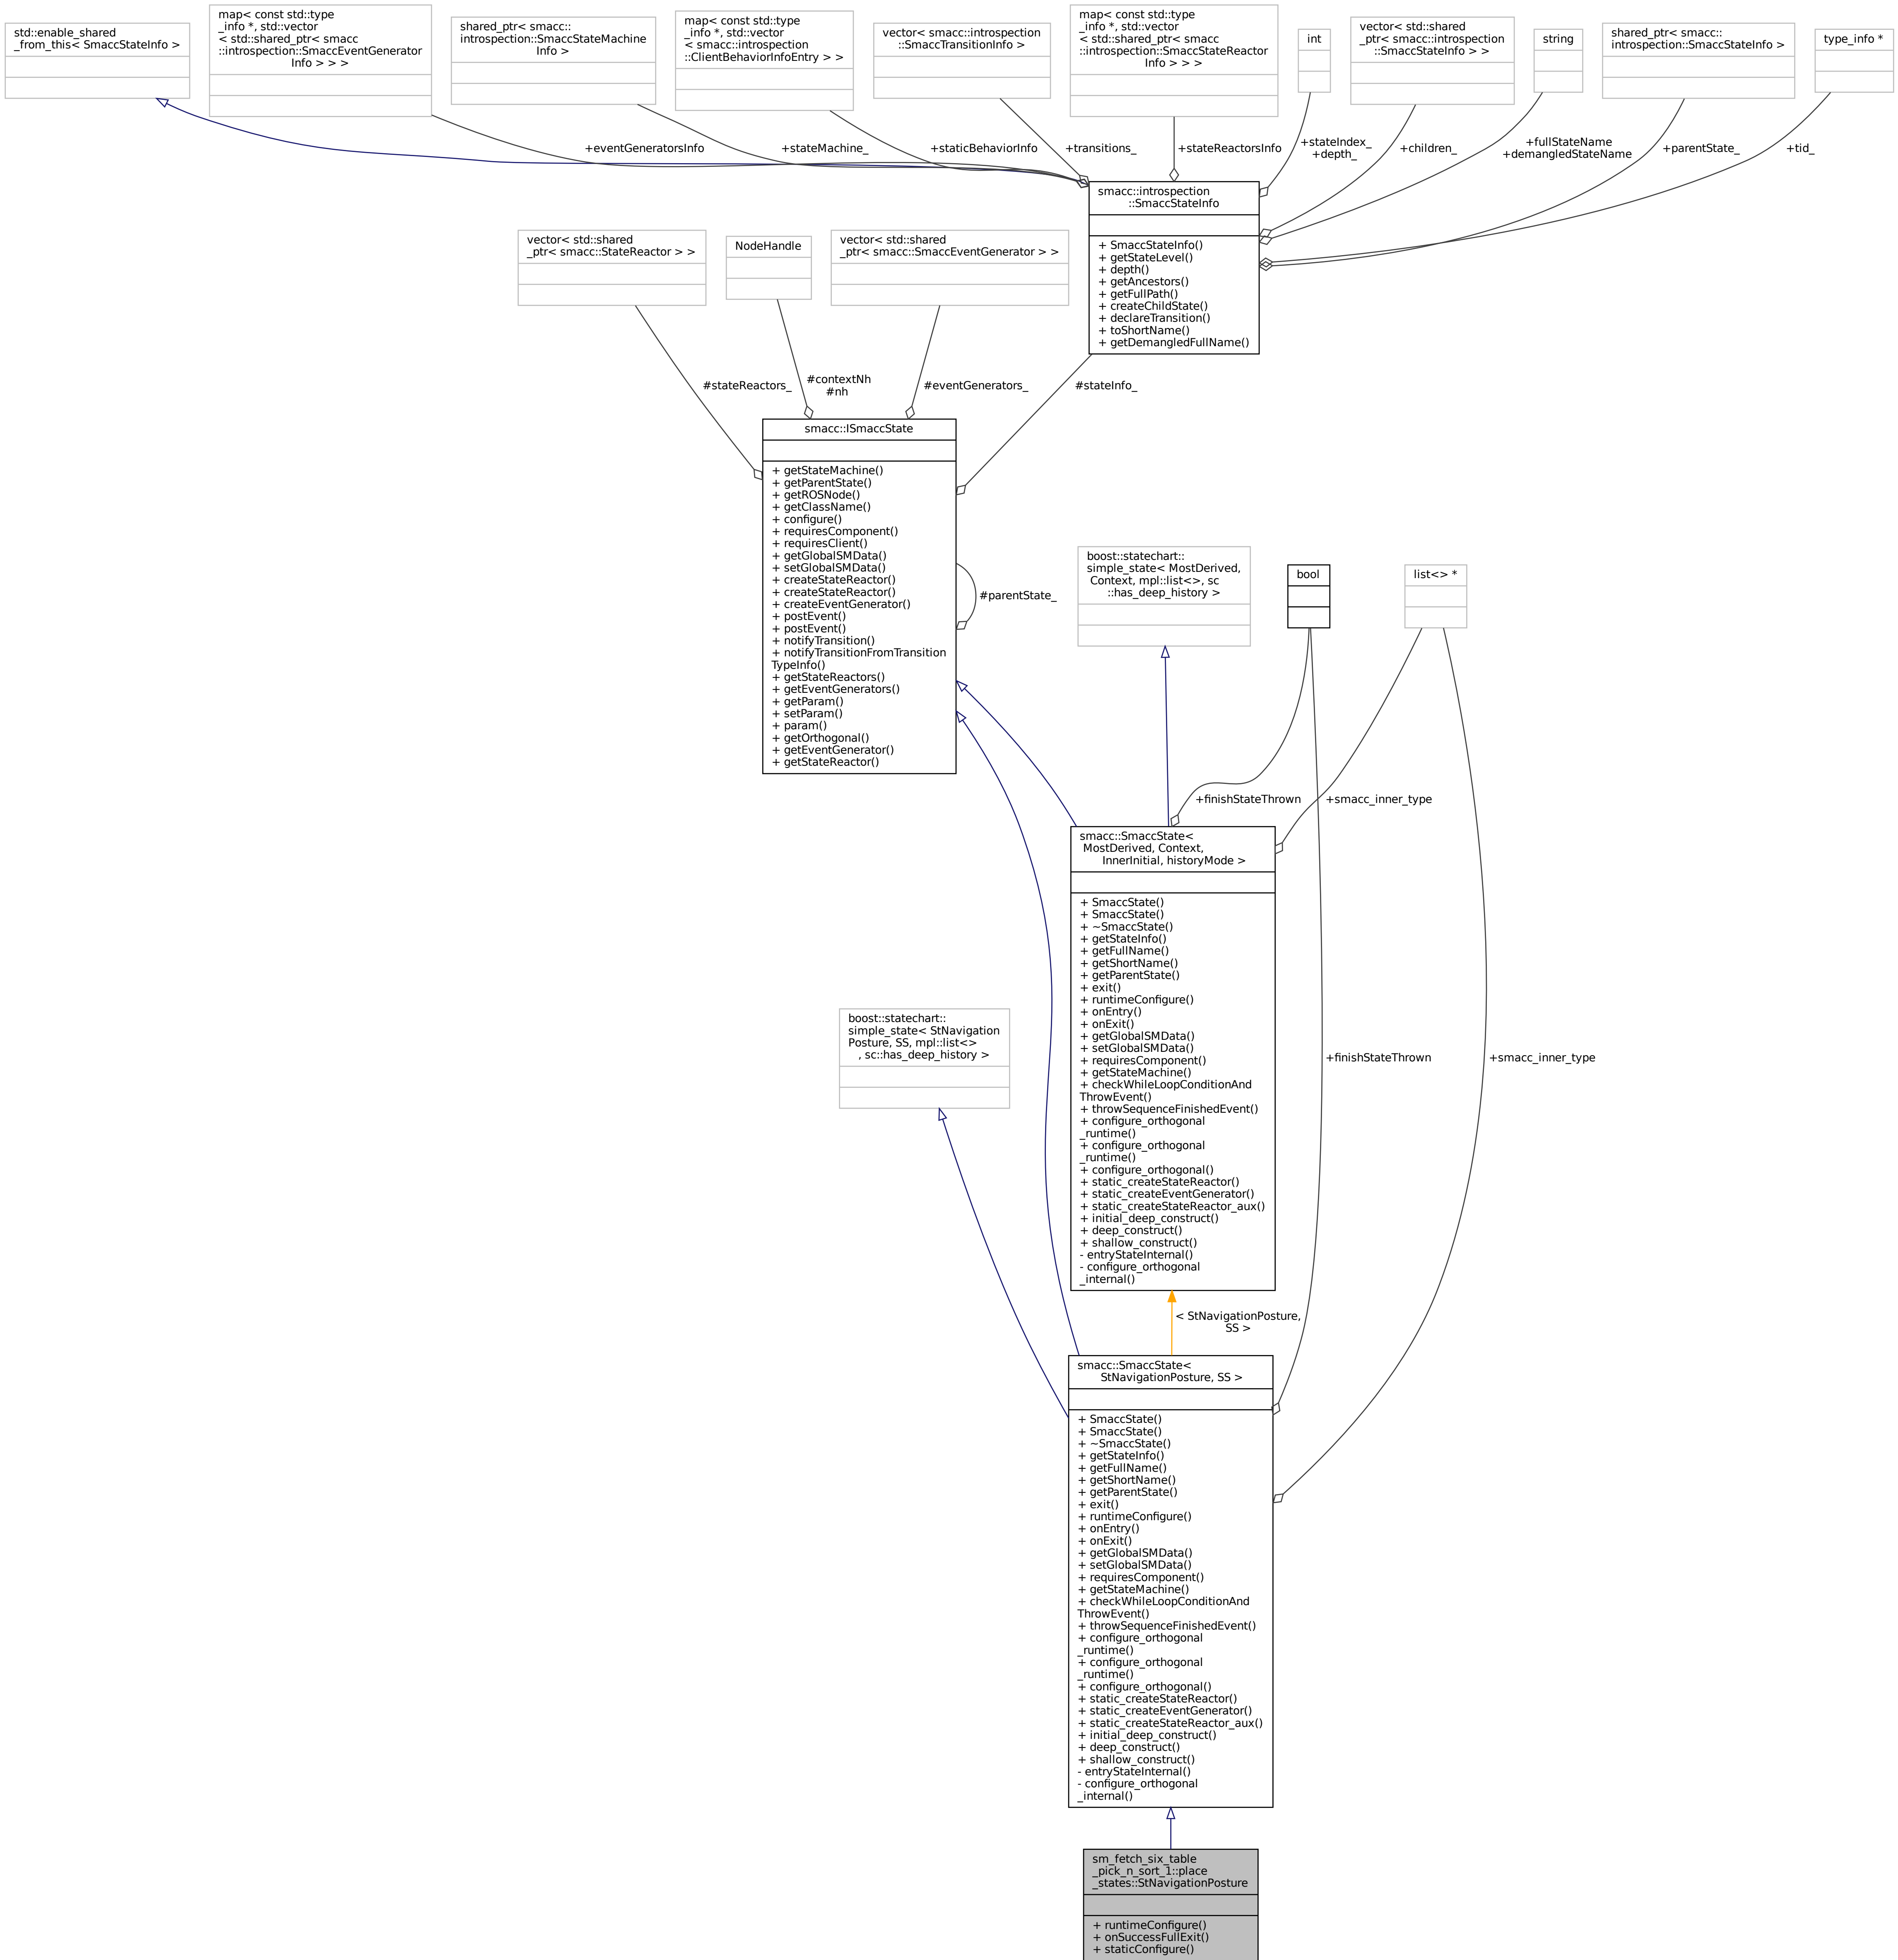 std::enable_shared
_from_this< SmaccStateInfo >
map< const std::type
_info *, std::vector
< std::shared_ptr< smacc
::introspection::SmaccEventGenerator
Info > > >
shared_ptr< smacc::
introspection::SmaccStateMachine
Info >
map< const std::type
_info *, std::vector
< smacc::introspection
::ClientBehaviorInfoEntry > >
vector< smacc::introspection
::SmaccTransitionInfo >
map< const std::type
_info *, std::vector
< std::shared_ptr< smacc
::introspection::SmaccStateReactor
Info > > >
int
vector< std::shared
_ptr< smacc::introspection
::SmaccStateInfo > >
string
shared_ptr< smacc::
introspection::SmaccStateInfo >
type_info *
+eventGeneratorsInfo
+stateMachine_
+staticBehaviorInfo
+transitions_
+stateReactorsInfo
+stateIndex_
+depth_
+children_
+fullStateName
+demangledStateName
+parentState_
+tid_
smacc::introspection
::SmaccStateInfo
+ SmaccStateInfo()
+ getStateLevel()
+ depth()
+ getAncestors()
+ getFullPath()
+ createChildState()
+ declareTransition()
+ toShortName()
+ getDemangledFullName()
vector< std::shared
_ptr< smacc::StateReactor > >
NodeHandle
vector< std::shared
_ptr< smacc::SmaccEventGenerator > >
#stateReactors_
#contextNh
#nh
#eventGenerators_
#stateInfo_
smacc::ISmaccState
+ getStateMachine()
+ getParentState()
+ getROSNode()
+ getClassName()
+ configure()
+ requiresComponent()
+ requiresClient()
+ getGlobalSMData()
+ setGlobalSMData()
+ createStateReactor()
+ createStateReactor()
+ createEventGenerator()
+ postEvent()
+ postEvent()
+ notifyTransition()
+ notifyTransitionFromTransition
TypeInfo()
+ getStateReactors()
+ getEventGenerators()
+ getParam()
+ setParam()
+ param()
+ getOrthogonal()
+ getEventGenerator()
+ getStateReactor()
#parentState_
boost::statechart::
simple_state< MostDerived,
Context, mpl::list<>, sc
::has_deep_history >
bool
list<> *
+finishStateThrown
+smacc_inner_type
smacc::SmaccState<
MostDerived, Context,
InnerInitial, historyMode >
+ SmaccState()
+ SmaccState()
+ ~SmaccState()
+ getStateInfo()
+ getFullName()
+ getShortName()
+ getParentState()
+ exit()
+ runtimeConfigure()
+ onEntry()
+ onExit()
+ getGlobalSMData()
+ setGlobalSMData()
+ requiresComponent()
+ getStateMachine()
+ checkWhileLoopConditionAnd
ThrowEvent()
+ throwSequenceFinishedEvent()
+ configure_orthogonal
_runtime()
+ configure_orthogonal
_runtime()
+ configure_orthogonal()
+ static_createStateReactor()
+ static_createEventGenerator()
+ static_createStateReactor_aux()
+ initial_deep_construct()
+ deep_construct()
+ shallow_construct()
- entryStateInternal()
- configure_orthogonal
_internal()
boost::statechart::
simple_state< StNavigation
Posture, SS, mpl::list<>
, sc::has_deep_history >
+finishStateThrown
+smacc_inner_type
< StNavigationPosture,
SS >
smacc::SmaccState<
StNavigationPosture, SS >
+ SmaccState()
+ SmaccState()
+ ~SmaccState()
+ getStateInfo()
+ getFullName()
+ getShortName()
+ getParentState()
+ exit()
+ runtimeConfigure()
+ onEntry()
+ onExit()
+ getGlobalSMData()
+ setGlobalSMData()
+ requiresComponent()
+ getStateMachine()
+ checkWhileLoopConditionAnd
ThrowEvent()
+ throwSequenceFinishedEvent()
+ configure_orthogonal
_runtime()
+ configure_orthogonal
_runtime()
+ configure_orthogonal()
+ static_createStateReactor()
+ static_createEventGenerator()
+ static_createStateReactor_aux()
+ initial_deep_construct()
+ deep_construct()
+ shallow_construct()
- entryStateInternal()
- configure_orthogonal
_internal()
sm_fetch_six_table
_pick_n_sort_1::place
_states::StNavigationPosture
+ runtimeConfigure()
+ onSuccessFullExit()
+ staticConfigure()